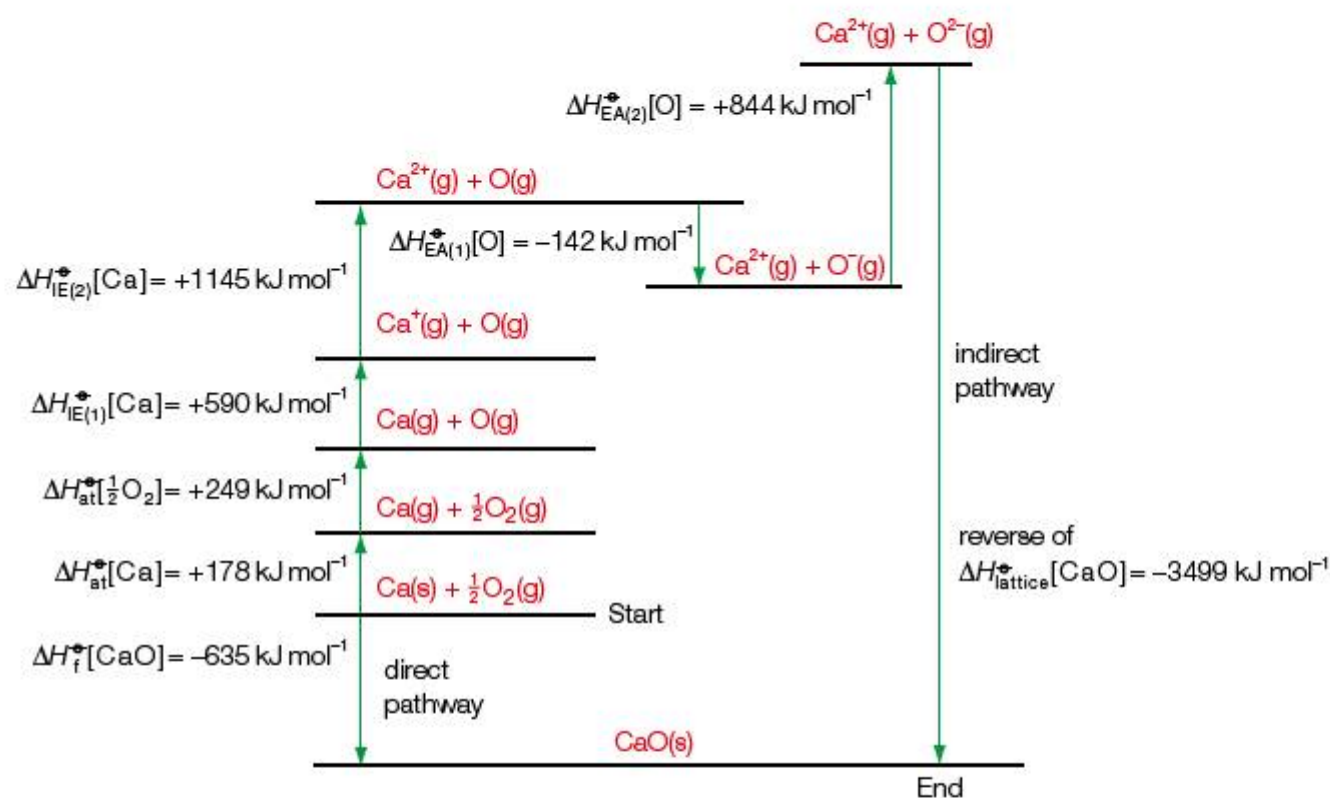 Ca²⁺(g) + O²⁻(g)
ΔH⦵EA(2)[O] = +844 kJ mol⁻¹
Ca²⁺(g) + O(g)
ΔH⦵EA(1)[O] = −142 kJ mol⁻¹
Ca²⁺(g) + O⁻(g)
ΔH⦵IE(2)[Ca] = +1145 kJ mol⁻¹
Ca⁺(g) + O(g)
indirect
pathway
ΔH⦵IE(1)[Ca] = +590 kJ mol⁻¹
Ca(g) + O(g)
ΔH⦵at[½O₂] = +249 kJ mol⁻¹
Ca(g) + ½O₂(g)
reverse of
ΔH⦵lattice[CaO] = −3499 kJ mol⁻¹
ΔH⦵at[Ca] = +178 kJ mol⁻¹
Ca(s) + ½O₂(g)
Start
ΔH⦵f[CaO] = −635 kJ mol⁻¹
direct
pathway
CaO(s)
End